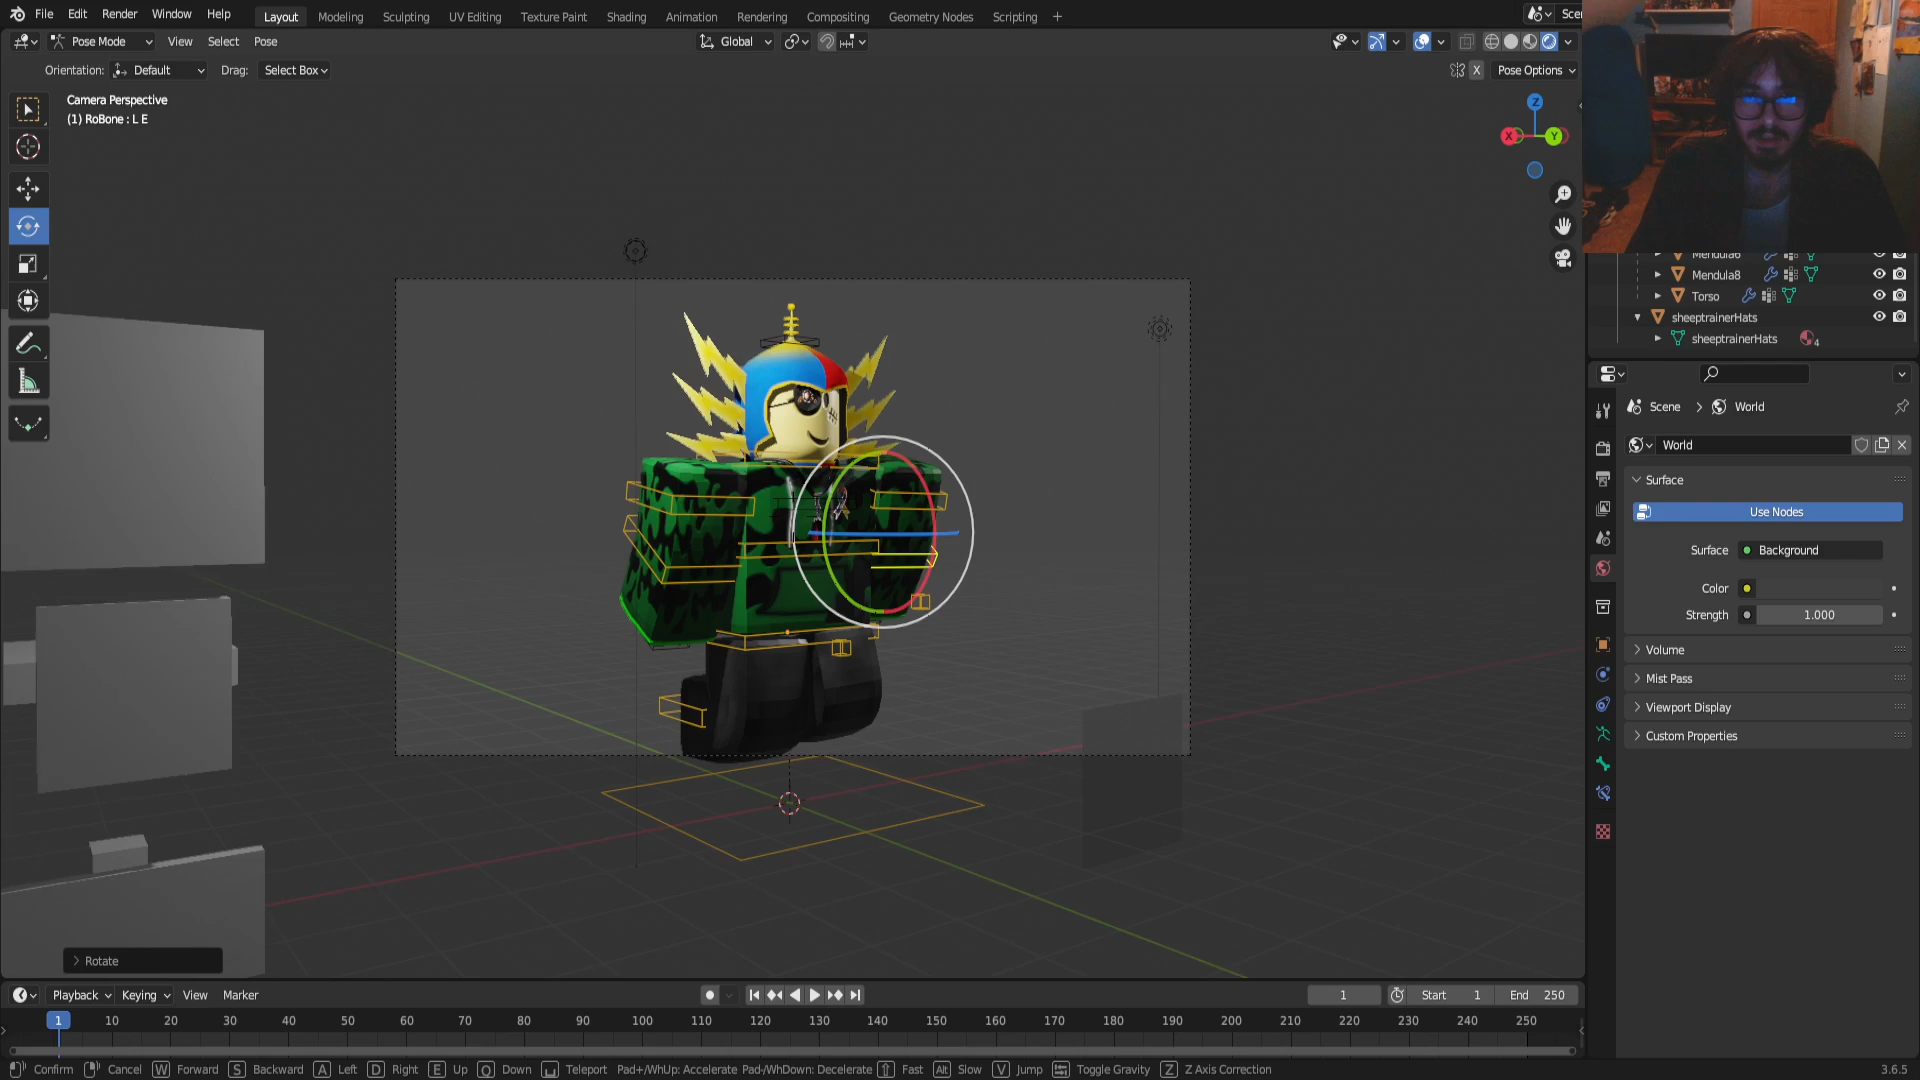 File Edit Render Window Help Layout Modeling Sculpting UV Editing Texture Paint Shading Animation Rendering Compositing Geometry Nodes Scripting + Scer
Pose Mode View Select Pose Global
Orientation: Default Drag: Select Box X Pose Options
Camera Perspective
(1) RoBone : L E
Z
X Y
Mendula6
Mendula8
Torso
sheeptrainerHats
sheeptrainerHats 4
Scene > World
World
Surface
Use Nodes
Surface Background
Color
Strength 1.000
Volume
Mist Pass
Viewport Display
Custom Properties
Rotate
Playback Keying View Marker 1 Start 1 End 250
1 10 20 30 40 50 60 70 80 90 100 110 120 130 140 150 160 170 180 190 200 210 220 230 240 250
Confirm Cancel W Forward S Backward A Left D Right E Up Q Down Teleport Pad+/WhUp: Accelerate Pad-/WhDown: Decelerate Fast Alt Slow V Jump Toggle Gravity Z Z Axis Correction 3.6.5